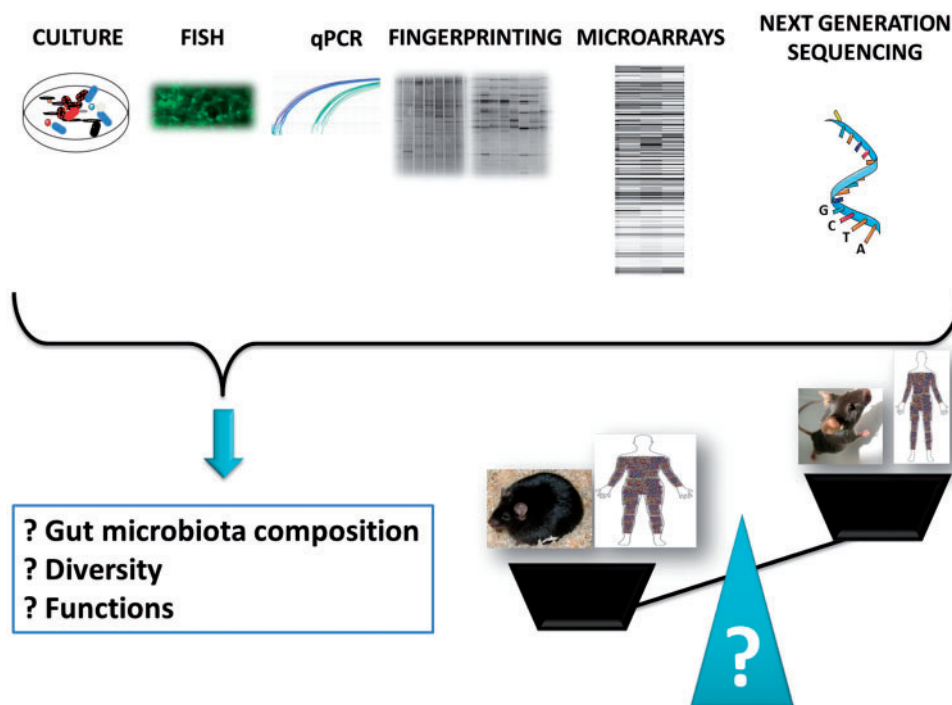 CULTURE
FISH
qPCR
FINGERPRINTING
MICROARRAYS
NEXT GENERATION
SEQUENCING
G
C
T
A
? Gut microbiota composition
? Diversity
? Functions
?